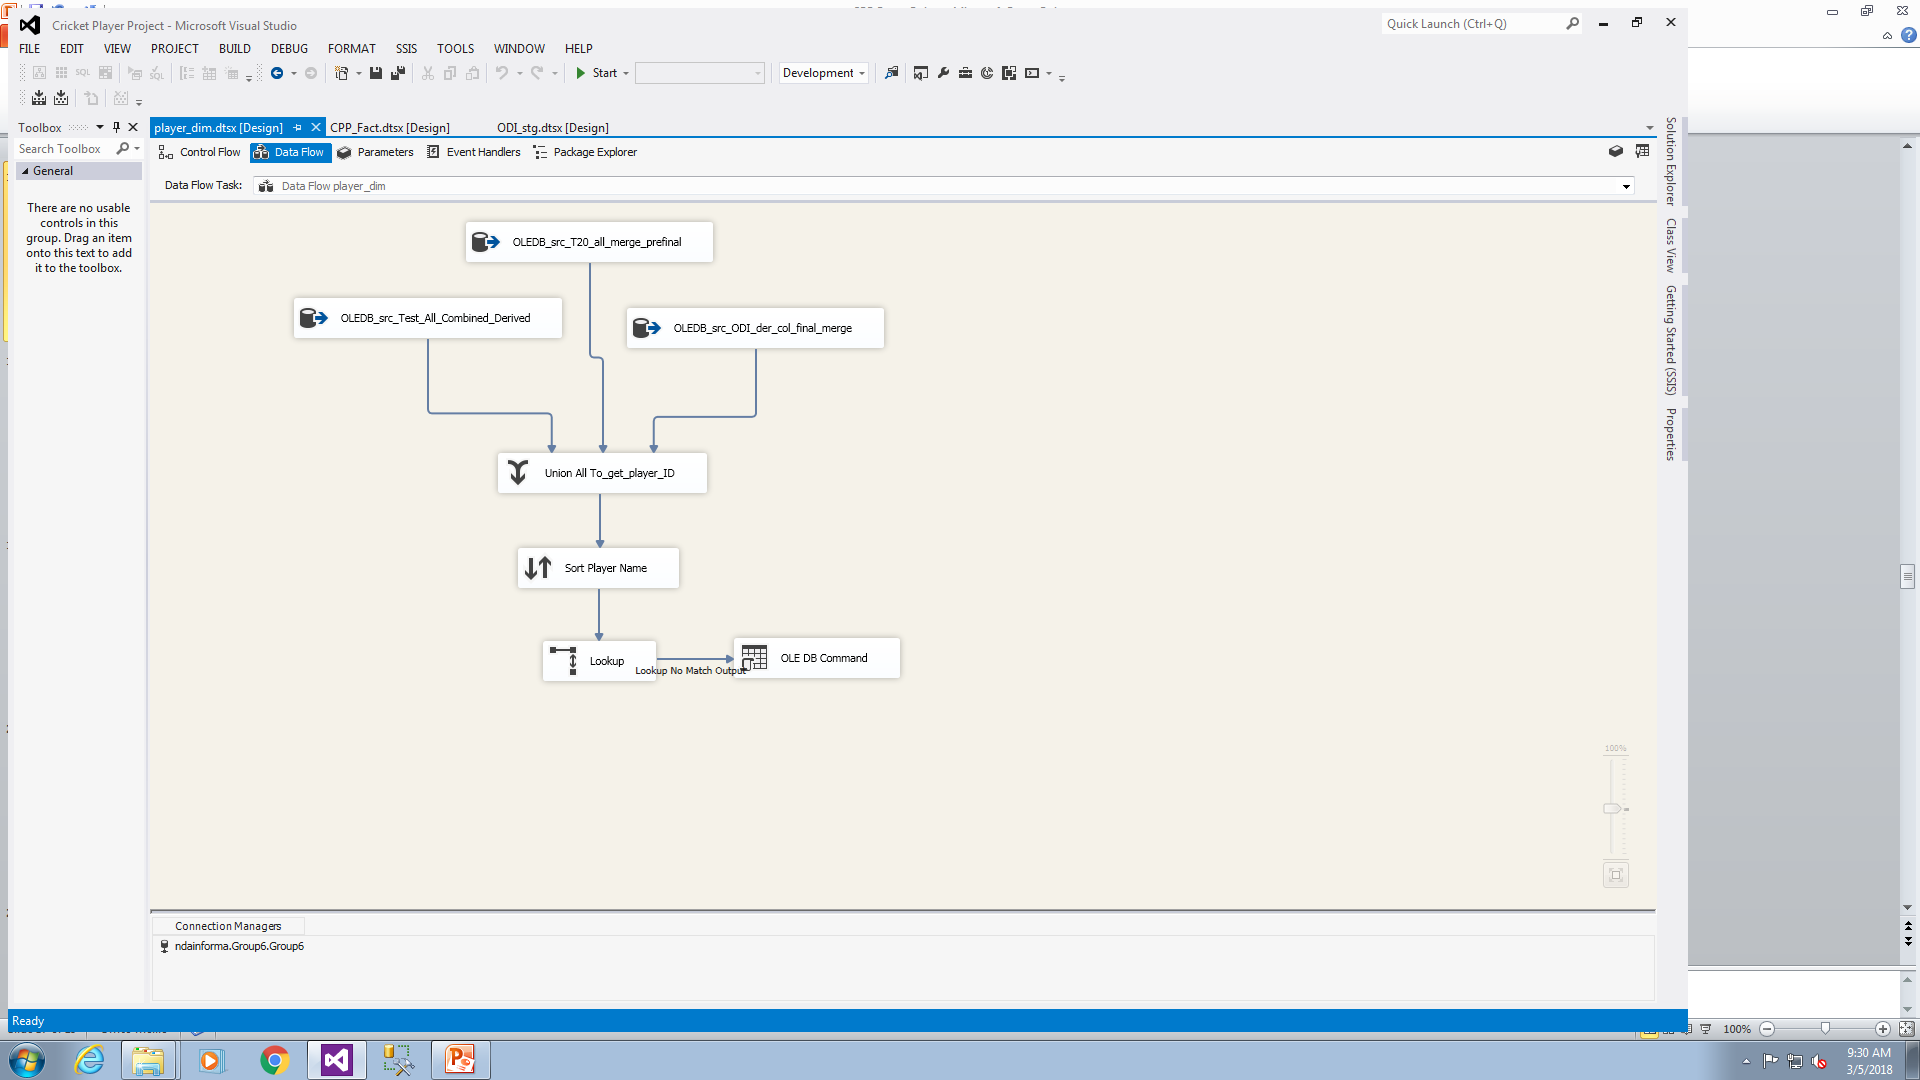 Cricket Player Project - Microsoft Visual Studio
Quick Launch (Ctrl+Q)
FILE EDIT VIEW PROJECT BUILD DEBUG FORMAT SSIS TOOLS WINDOW HELP
SQL
Start
Development
Toolbox
player_dim.dtsx [Design]
CPP_Fact.dtsx [Design]
ODI_stg.dtsx [Design]
Search Toolbox
Control Flow
Data Flow
Parameters
Event Handlers
Package Explorer
General
Data Flow Task:
Data Flow player_dim
There are no usable
controls in this
group. Drag an item
onto this text to add
it to the toolbox.
OLEDB_src_T20_all_merge_prefinal
OLEDB_src_Test_All_Combined_Derived
OLEDB_src_ODI_der_col_final_merge
Union All To_get_player_ID
Sort Player Name
Lookup
Lookup No Match Output
OLE DB Command
Solution Explorer
Class View
Getting Started (SSIS)
Properties
100%
Connection Managers
ndainforma.Group6.Group6
Ready
100%
9:30 AM
3/5/2018